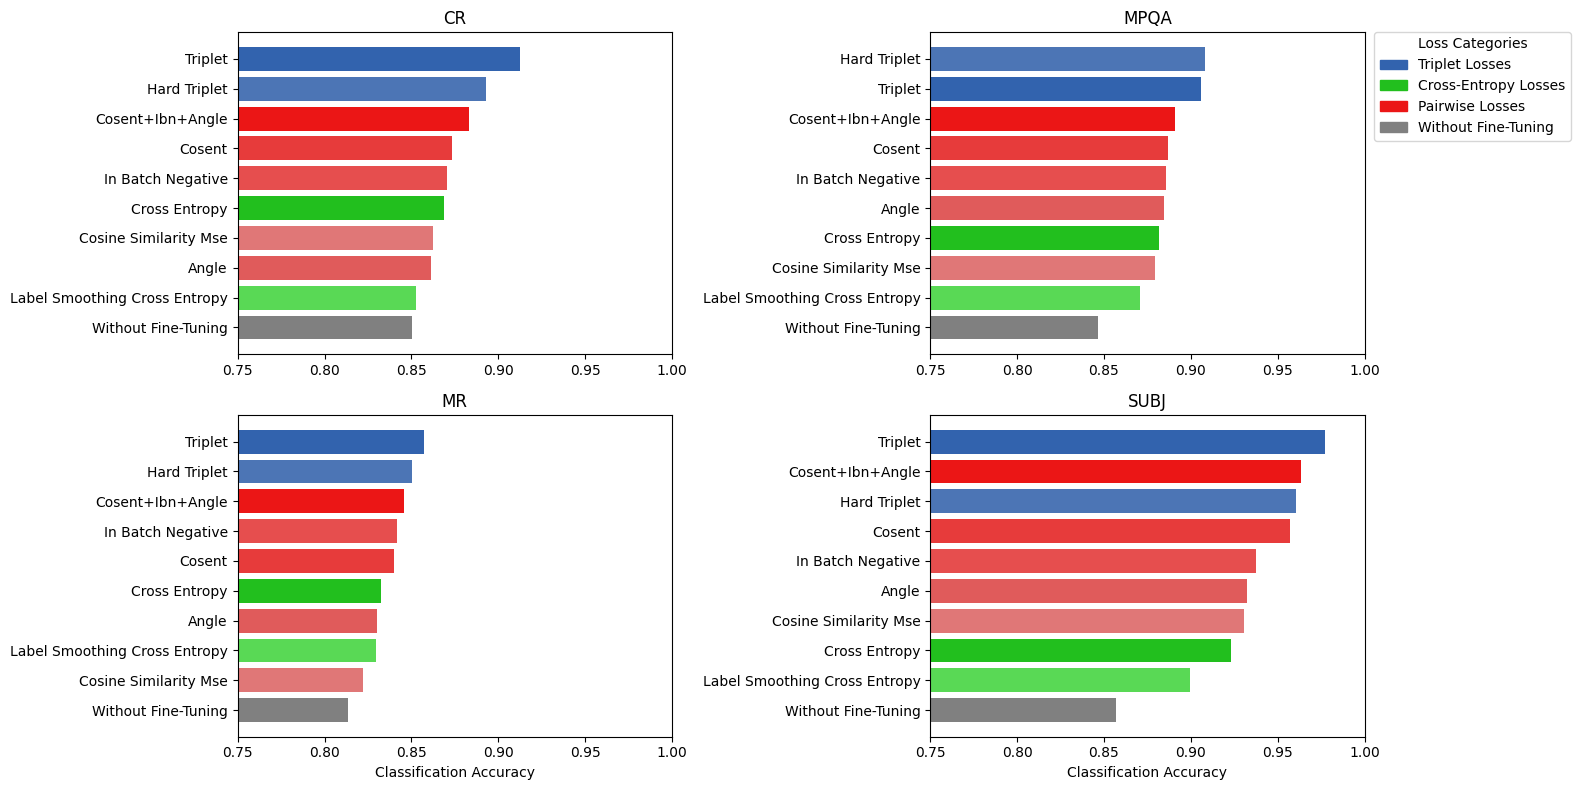 CR
Triplet
Hard Triplet
Cosent+Ibn+Angle
Cosent
In Batch Negative
Cross Entropy
Cosine Similarity Mse
Angle
Label Smoothing Cross Entropy
Without Fine-Tuning
0.75 0.80 0.85 0.90 0.95 1.00
MPQA
Hard Triplet
Triplet
Cosent+Ibn+Angle
Cosent
In Batch Negative
Angle
Cross Entropy
Cosine Similarity Mse
Label Smoothing Cross Entropy
Without Fine-Tuning
0.75 0.80 0.85 0.90 0.95 1.00
Loss Categories
Triplet Losses
Cross-Entropy Losses
Pairwise Losses
Without Fine-Tuning
MR
Triplet
Hard Triplet
Cosent+Ibn+Angle
In Batch Negative
Cosent
Cross Entropy
Angle
Label Smoothing Cross Entropy
Cosine Similarity Mse
Without Fine-Tuning
0.75 0.80 0.85 0.90 0.95 1.00
Classification Accuracy
SUBJ
Triplet
Cosent+Ibn+Angle
Hard Triplet
Cosent
In Batch Negative
Angle
Cosine Similarity Mse
Cross Entropy
Label Smoothing Cross Entropy
Without Fine-Tuning
0.75 0.80 0.85 0.90 0.95 1.00
Classification Accuracy